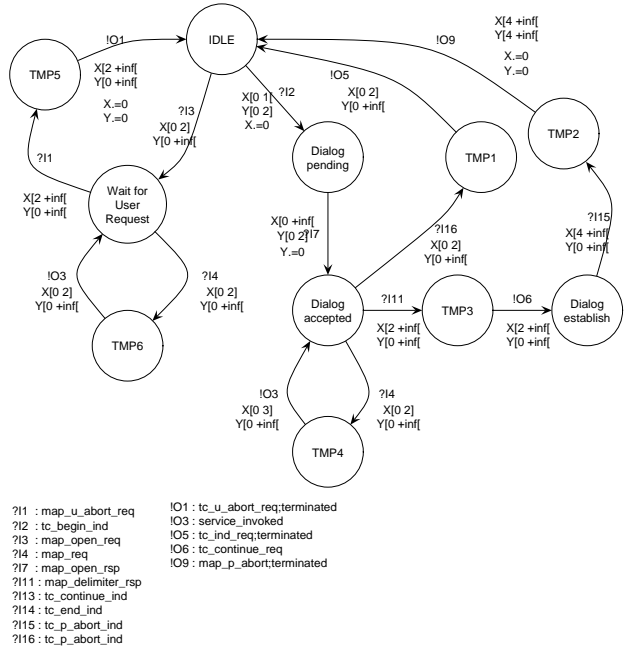 !O1
X[2 +inf[
Y[0 +inf[
X.=0
Y.=0
IDLE
!O9
X[4 +inf[
Y[4 +inf[
X.=0
Y.=0
TMP5
?I3
X[0 2]
Y[0 +inf[
X[0 1[
Y[0 2]
X.=0
?I2
!O5
X[0 2]
Y[0 +inf[
TMP2
?I1
X[2 +inf[
Y[0 +inf[
Wait for
User
Request
Dialog
pending
TMP1
X[0 +inf[
Y[0 2]
?I7
Y.=0
?I16
X[0 2]
Y[0 +inf[
?I15
X[4 +inf[
Y[0 +inf[
!O3
X[0 2]
Y[0 +inf[
?I4
X[0 2]
Y[0 +inf[
Dialog
accepted
?I11
X[2 +inf[
Y[0 +inf[
TMP3
!O6
X[2 +inf[
Y[0 +inf[
Dialog
establish
TMP6
!O3
X[0 3]
Y[0 +inf[
?I4
X[0 2]
Y[0 +inf[
TMP4
?I1 : map_u_abort_req
?I2 : tc_begin_ind
?I3 : map_open_req
?I4 : map_req
?I7 : map_open_rsp
?I11 : map_delimiter_rsp
?I13 : tc_continue_ind
?I14 : tc_end_ind
?I15 : tc_p_abort_ind
?I16 : tc_p_abort_ind
!O1 : tc_u_abort_req;terminated
!O3 : service_invoked
!O5 : tc_ind_req;terminated
!O6 : tc_continue_req
!O9 : map_p_abort;terminated